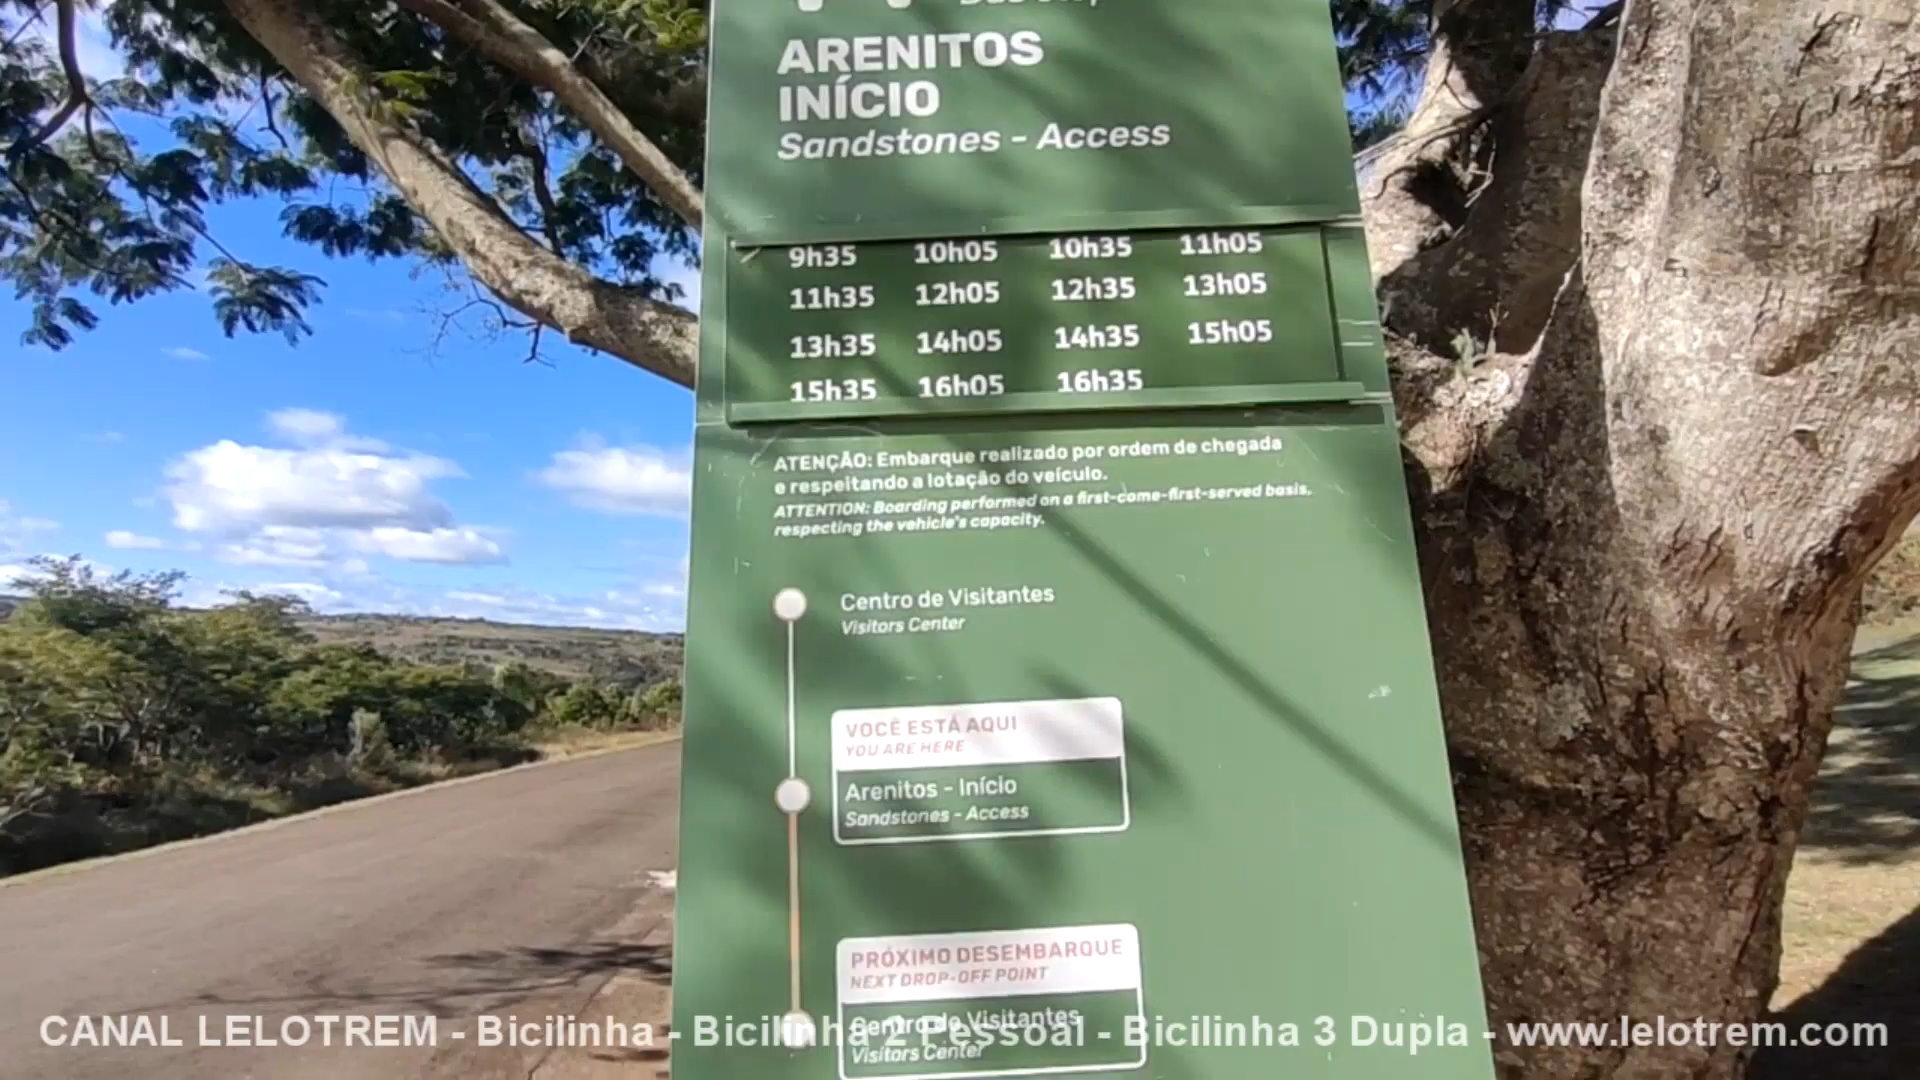 ARENITOS
INÍCIO
Sandstones - Access
9h35 10h05 10h35 11h05
11h35 12h05 12h35 13h05
13h35 14h05 14h35 15h05
15h35 16h05 16h35
ATENÇÃO: Embarque realizado por ordem de chegada
e respeitando a lotação do veículo.
ATTENTION: Boarding performed on a first-come-first-served basis,
respecting the vehicle's capacity.
Centro de Visitantes
Visitors Center
VOCÊ ESTÁ AQUI
YOU ARE HERE
Arenitos - Início
Sandstones - Access
PRÓXIMO DESEMBARQUE
NEXT DROP-OFF POINT
Centro de Visitantes
Visitors Center
CANAL LELOTREM - Bicilinha - Bicilinha 2 Pessoal - Bicilinha 3 Dupla - www.lelotrem.com